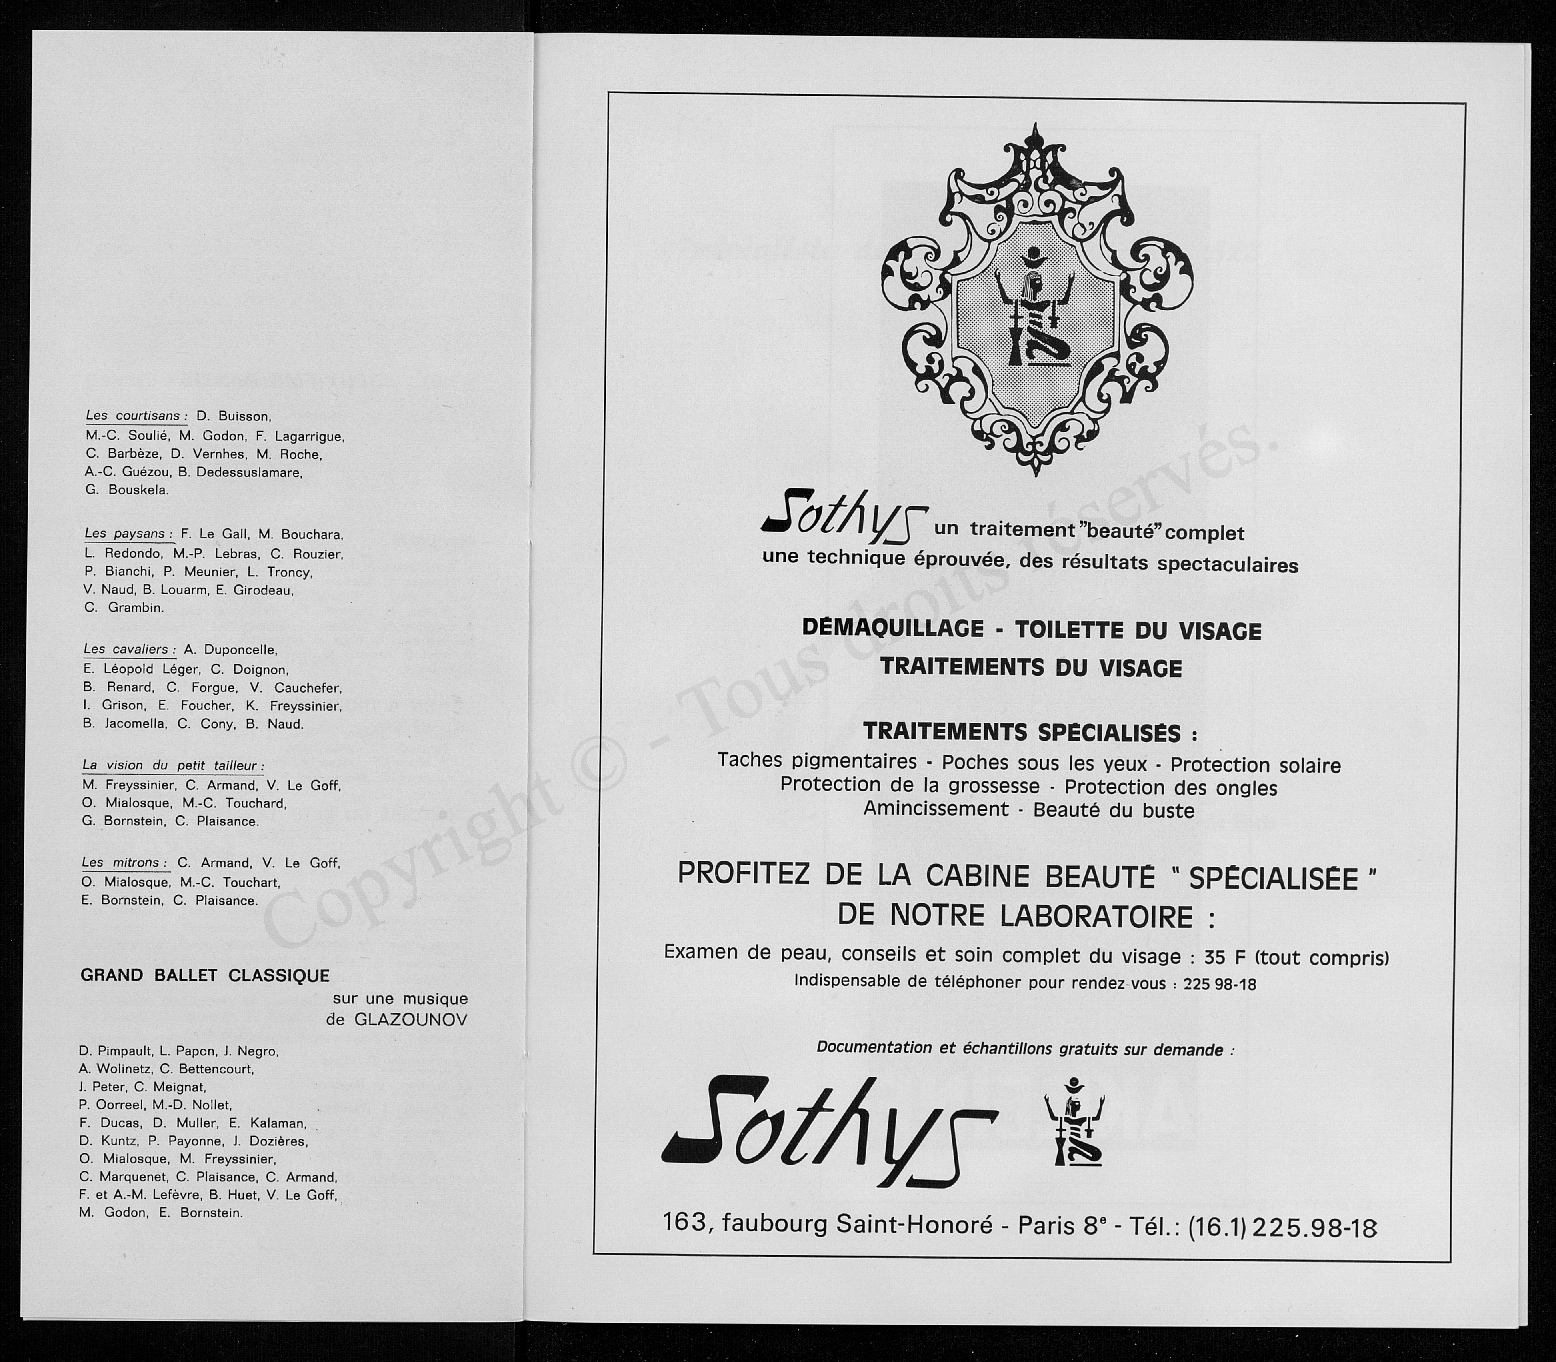 Les courtisans : D. Buisson,
M.-C. Soulié, M. Godon, F. Lagarrigue,
C. Barbèze, D. Vernhes, M. Roche,
A.-C. Guézou, B. Dedessuslamare,
G. Bouskela.
Les paysans : F. Le Gall, M. Bouchara,
L. Redondo, M.-P. Lebras, C. Rouzier,
P. Bianchi, P. Meunier, L. Troncy,
V. Naud, B. Louarm, E. Girodeau,
C. Grambin.
Les cavaliers : A. Duponcelle,
E. Léopold Léger, C. Doignon,
B. Renard, C. Forgue, V. Cauchefer,
I. Grison, E. Foucher, K. Freyssinier,
B. Jacomella, C. Cony, B. Naud.
La vision du petit tailleur :
M. Freyssinier, C. Armand, V. Le Goff,
O. Mialosque, M.-C. Touchard,
G. Bornstein, C. Plaisance.
Les mitrons : C. Armand, V. Le Goff,
O. Mialosque, M.-C. Touchart,
E. Bornstein, C. Plaisance.
GRAND BALLET CLASSIQUE
sur une musique
de GLAZOUNOV
D. Pimpault, L. Papon, J. Negro,
A. Wolinetz, C. Bettencourt,
J. Peter, C. Meignat,
P. Oorreel, M.-D. Nollet,
F. Ducas, D. Muller, E. Kalaman,
D. Kuntz, P. Payonne, J. Dozières,
O. Mialosque, M. Freyssinier,
C. Marquenet, C. Plaisance, C. Armand,
F. et A.-M. Lefèvre, B. Huet, V. Le Goff,
M. Godon, E. Bornstein.
Sothys un traitement "beauté" complet
une technique éprouvée, des résultats spectaculaires
DÉMAQUILLAGE - TOILETTE DU VISAGE
TRAITEMENTS DU VISAGE
TRAITEMENTS SPÉCIALISÉS :
Taches pigmentaires - Poches sous les yeux - Protection solaire
Protection de la grossesse - Protection des ongles
Amincissement - Beauté du buste
PROFITEZ DE LA CABINE BEAUTÉ " SPÉCIALISÉE "
DE NOTRE LABORATOIRE :
Examen de peau, conseils et soin complet du visage : 35 F (tout compris)
Indispensable de téléphoner pour rendez-vous : 225 98-18
Documentation et échantillons gratuits sur demande :
Sothys
163, faubourg Saint-Honoré - Paris 8e - Tél.: (16.1) 225.98-18
Copyright © - Tous droits réservés.